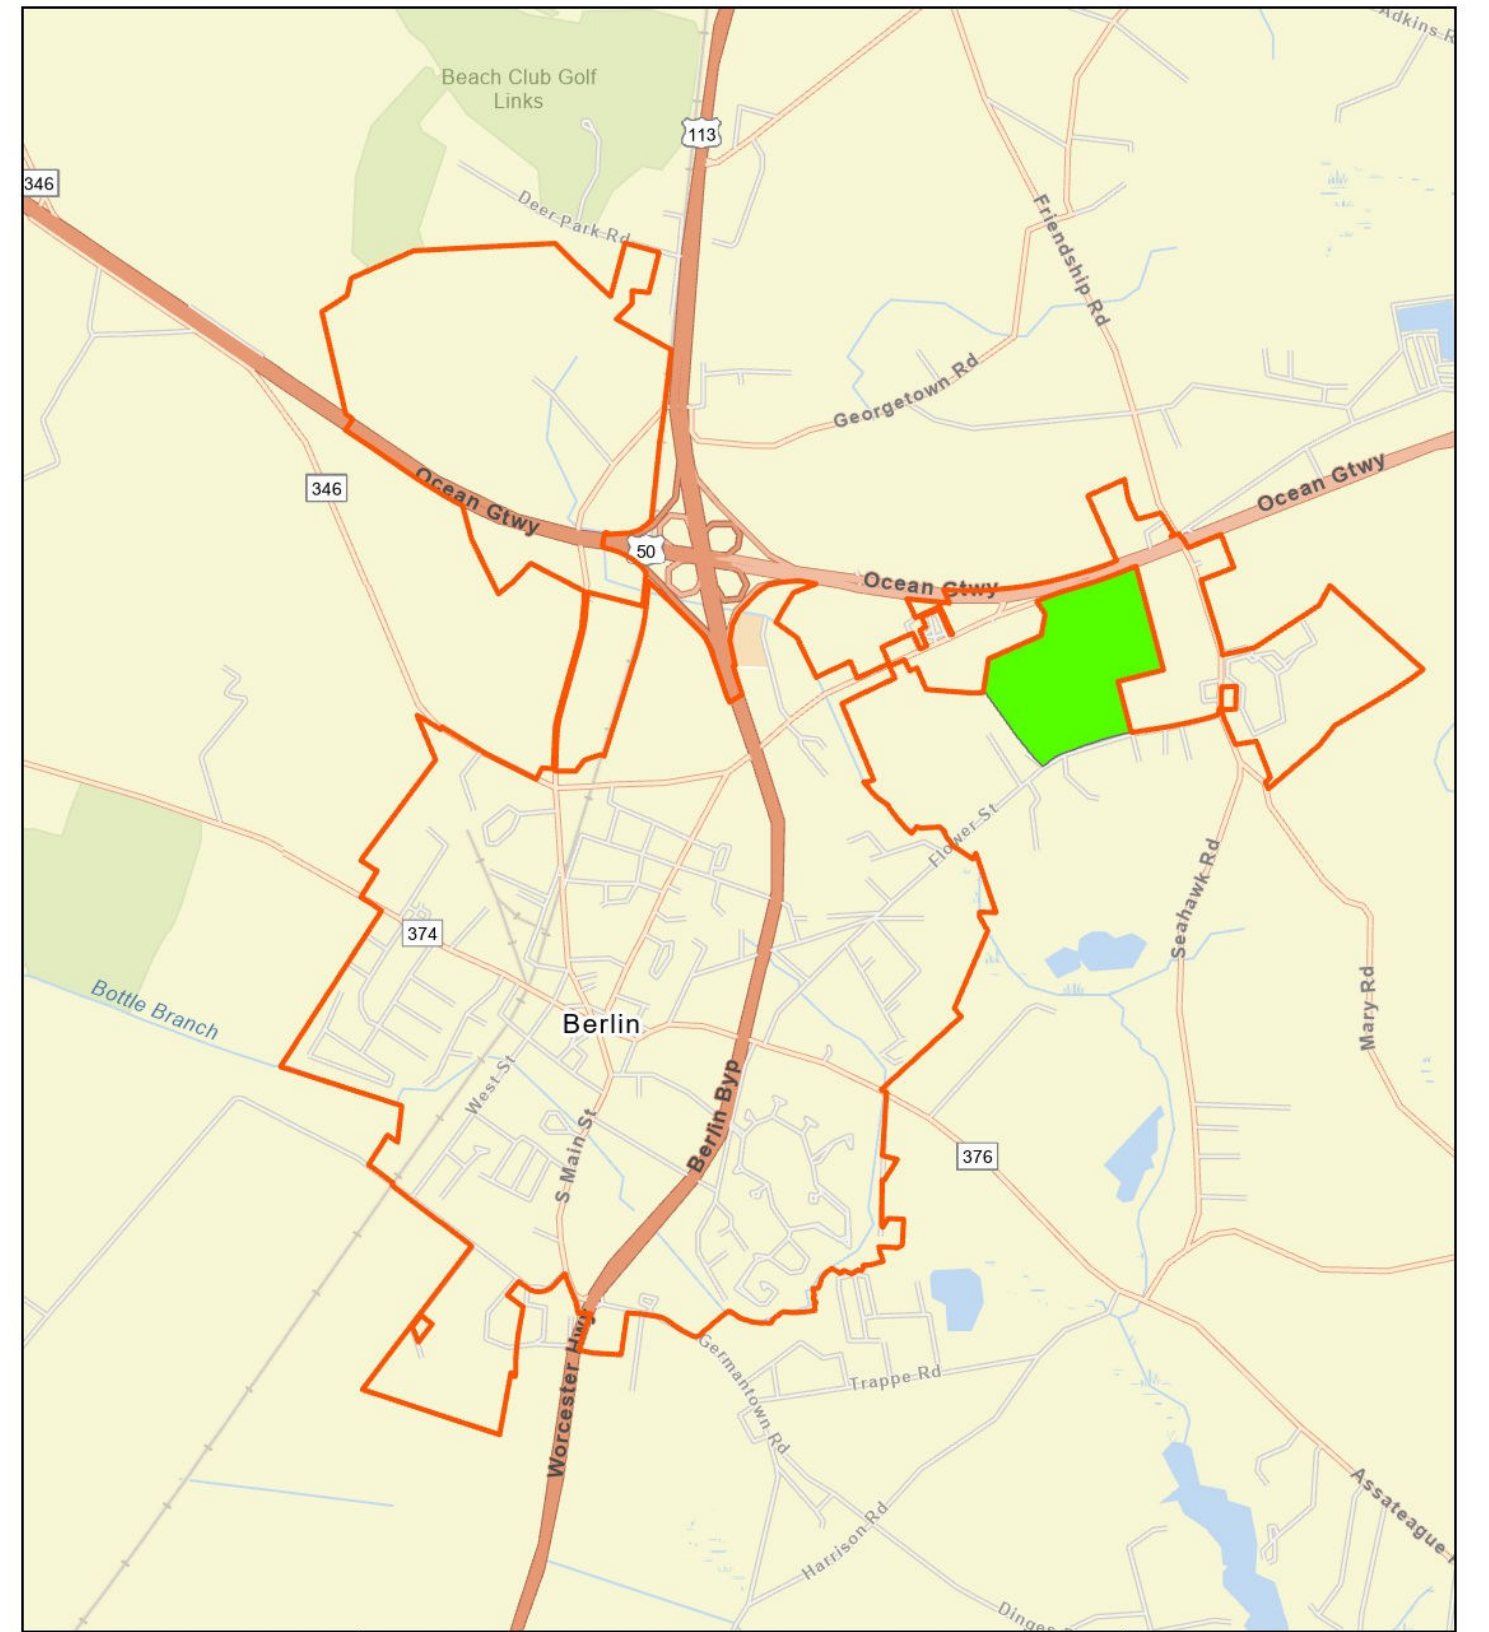 Adkins R
Beach Club Golf
Links
113
346
Deer Park Rd
Friendship Rd
Georgetown Rd
Ocean Gtwy
346
Ocean Gtwy
50
Ocean Gtwy
Flower St
Seahawk Rd
374
Bottle Branch
Berlin
Mary Rd
West St
Berlin Byp
S Main St
376
Worcester Hwy
Germantown Rd
Trappe Rd
Assateague
Harrison Rd
Dinges